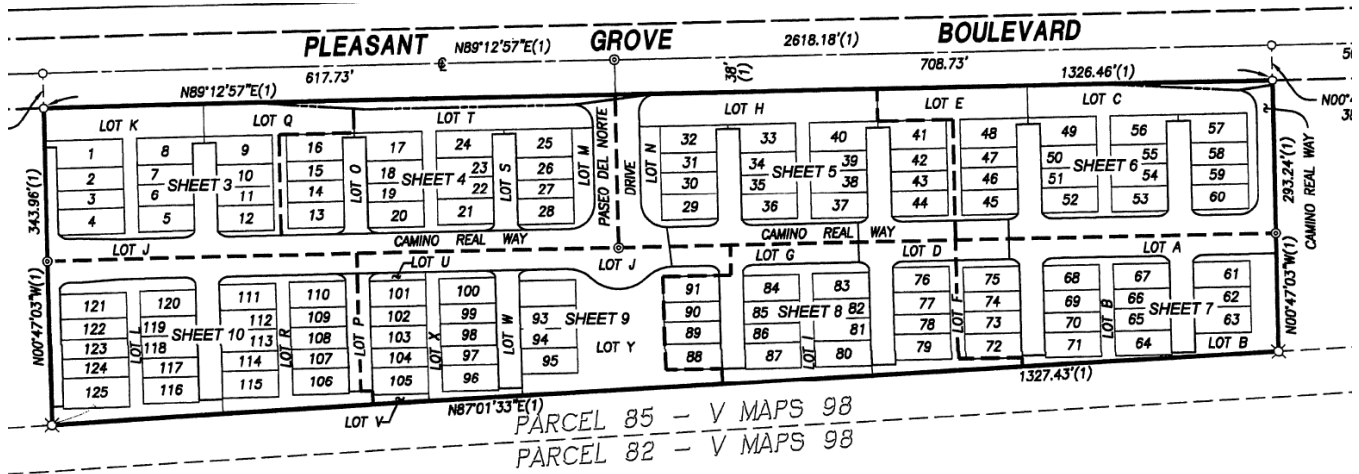 PLEASANT GROVE BOULEVARD
N89°12'57"E(1)
2618.18'(1)
617.73'
38'
(1)
708.73'
1326.46'(1)
N89°12'57"E(1)
N00°
LOT K
LOT Q
LOT T
LOT H
LOT E
LOT C
1
2
3
4
8
7
6
5
SHEET 3
9
10
11
12
16
15
14
13
LOT O
17
18
19
20
SHEET 4
24
23
22
21
LOT S
25
26
27
28
LOT M
PASEO DEL NORTE
DRIVE
LOT N
32
31
30
29
33
34
35
36
SHEET 5
40
39
38
37
41
42
43
44
48
47
46
45
49
50
51
52
SHEET 6
56
55
54
53
57
58
59
60
343.96'(1)
293.24'(1)
CAMINO REAL WAY
CAMINO REAL WAY
CAMINO REAL WAY
LOT J
LOT U
LOT J
LOT G
LOT D
LOT A
N00°47'03"W(1)
N00°47'03"W(1)
121
122
123
124
125
LOT L
120
119
118
117
116
SHEET 10
111
112
113
114
115
LOT R
110
109
108
107
106
LOT P
101
102
103
104
105
LOT X
100
99
98
97
96
LOT W
93
94
95
SHEET 9
LOT Y
91
90
89
88
84
85
86
87
SHEET 8
LOT I
83
82
81
80
76
77
78
79
LOT F
75
74
73
72
68
69
70
71
LOT B
67
66
65
64
SHEET 7
61
62
63
LOT B
LOT V
N87°01'33"E(1)
1327.43'(1)
PARCEL 85 - V MAPS 98
PARCEL 82 - V MAPS 98